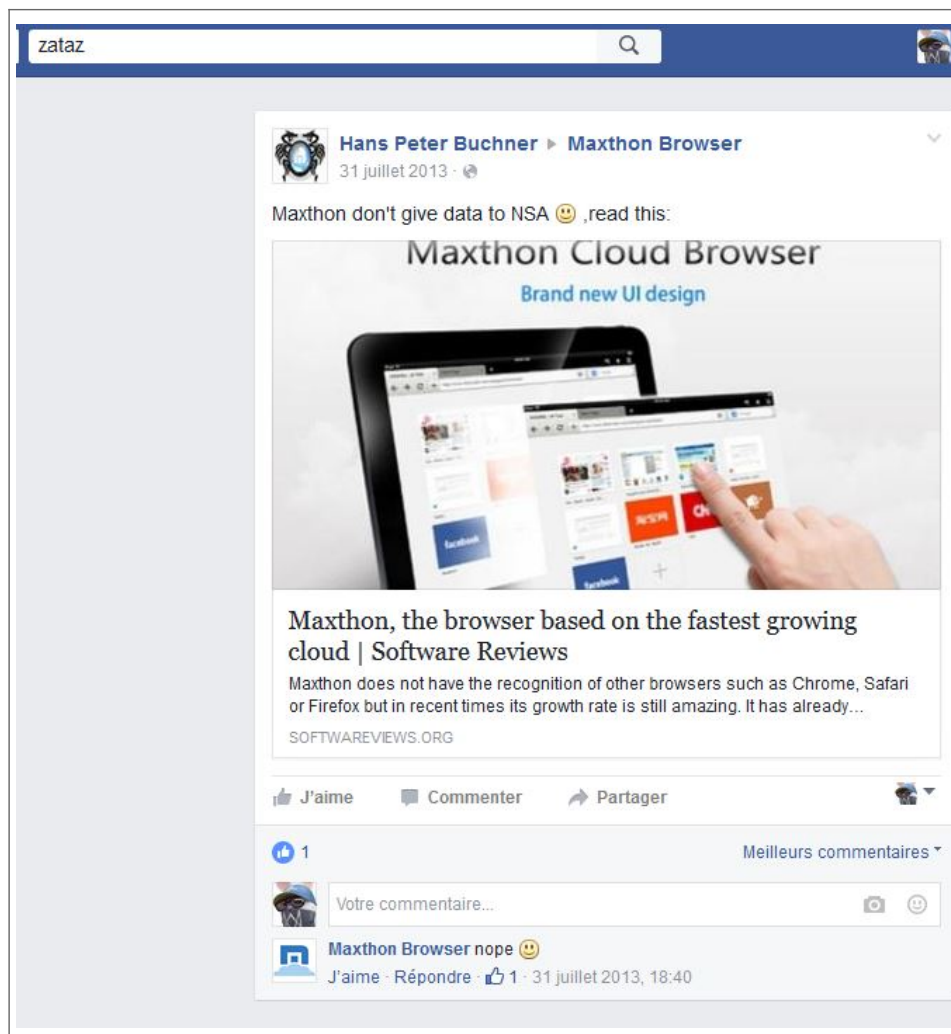 zataz
Hans Peter Buchner ▸ Maxthon Browser
31 juillet 2013 ·
Maxthon don't give data to NSA 🙂 ,read this:
Maxthon Cloud Browser
Brand new UI design
facebook
facebook
Maxthon, the browser based on the fastest growing
cloud | Software Reviews
Maxthon does not have the recognition of other browsers such as Chrome, Safari
or Firefox but in recent times its growth rate is still amazing. It has already...
SOFTWAREVIEWS.ORG
J'aime Commenter Partager
1 Meilleurs commentaires
Votre commentaire...
Maxthon Browser nope 🙂
J'aime · Répondre · 1 · 31 juillet 2013, 18:40